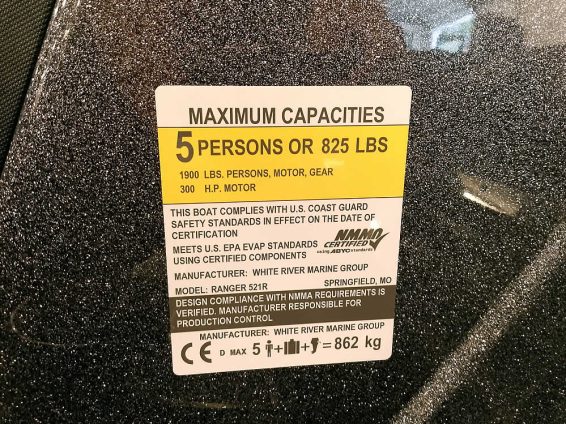 MAXIMUM CAPACITIES
5 PERSONS OR 825 LBS
1900 LBS. PERSONS, MOTOR, GEAR
300 H.P. MOTOR
THIS BOAT COMPLIES WITH U.S. COAST GUARD
SAFETY STANDARDS IN EFFECT ON THE DATE OF
CERTIFICATION
NMMA
CERTIFIED
using ABYC standards
MEETS U.S. EPA EVAP STANDARDS
USING CERTIFIED COMPONENTS
MANUFACTURER: WHITE RIVER MARINE GROUP
MODEL: RANGER 521R SPRINGFIELD, MO
DESIGN COMPLIANCE WITH NMMA REQUIREMENTS IS
VERIFIED. MANUFACTURER RESPONSIBLE FOR
PRODUCTION CONTROL
MANUFACTURER: WHITE RIVER MARINE GROUP
CE D MAX 5 + + = 862 kg